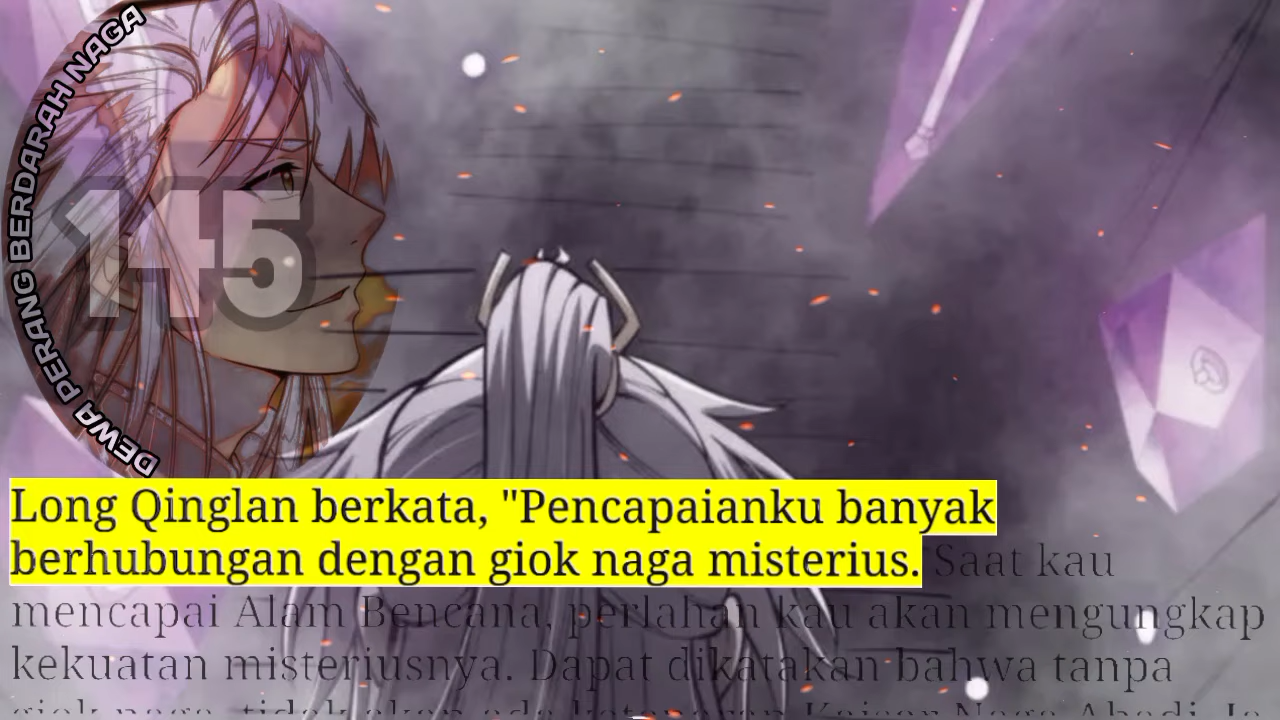 DEWA PERANG BERDARAH NAGA
145
Long Qinglan berkata, "Pencapaianku banyak
berhubungan dengan giok naga misterius. Saat kau
mencapai Alam Bencana, perlahan kau akan mengungkap
kekuatan misteriusnya. Dapat dikatakan bahwa tanpa